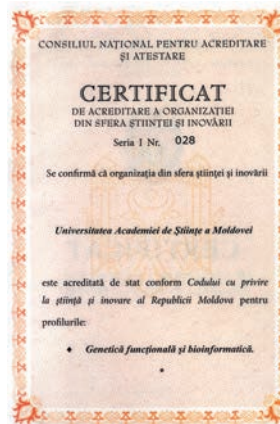 CONSILIUL NAȚIONAL PENTRU ACREDITARE
ȘI ATESTARE
CERTIFICAT
DE ACREDITARE A ORGANIZAȚIEI
DIN SFERA ȘTIINȚEI ȘI INOVĂRII
Seria I Nr. 028
Se confirmă că organizația din sfera științei și inovării
Universitatea Academiei de Științe a Moldovei
este acreditată de stat conform Codului cu privire
la știință și inovare al Republicii Moldova pentru
profilurile:
♦ Genetică funcțională și bioinformatică.
*